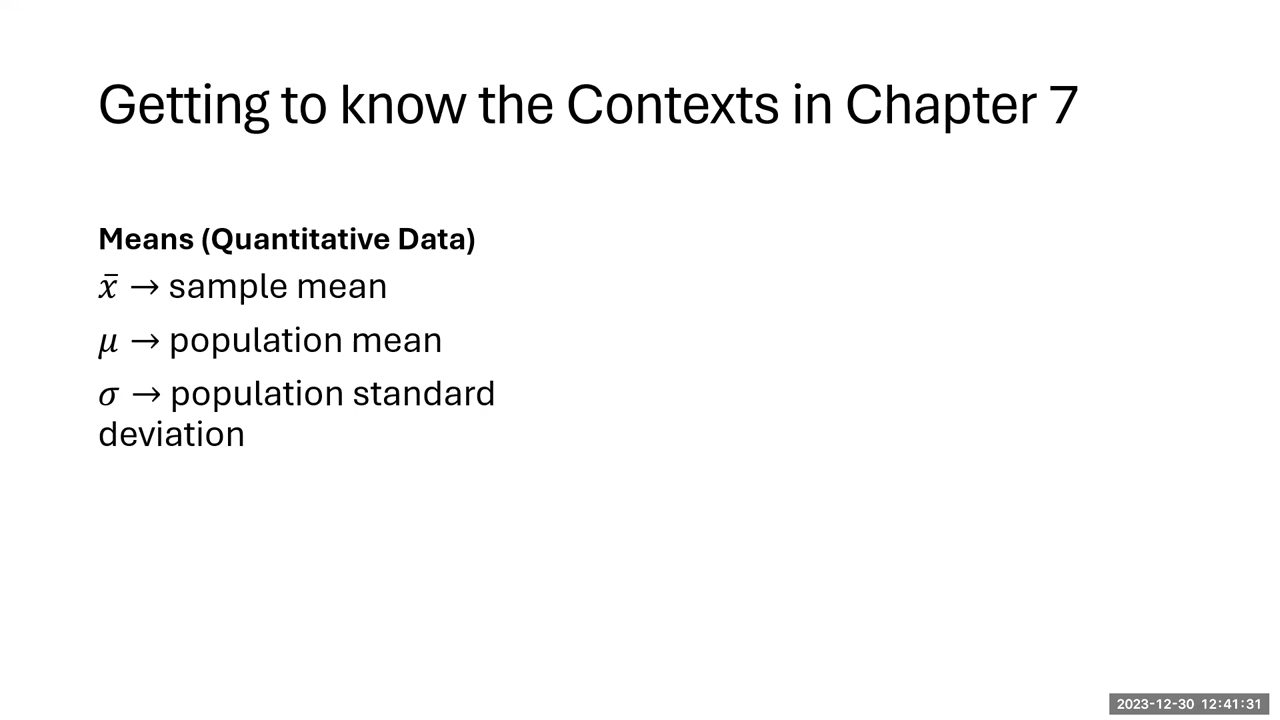 Getting to know the Contexts in Chapter 7
Means (Quantitative Data)
x̄ → sample mean
μ → population mean
σ → population standard
deviation
2023-12-30 12:41:31